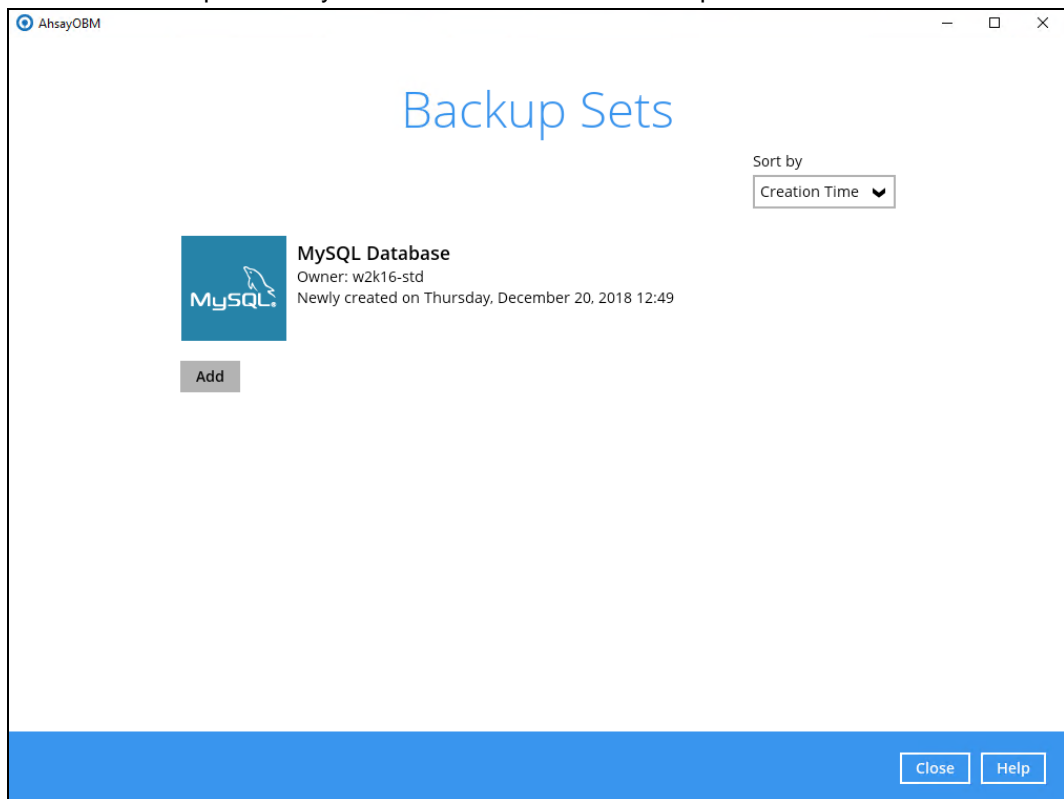 AhsayOBM
Backup Sets
Sort by
Creation Time
MySQL Database
Owner: w2k16-std
Newly created on Thursday, December 20, 2018 12:49
MySQL.
Add
Close Help